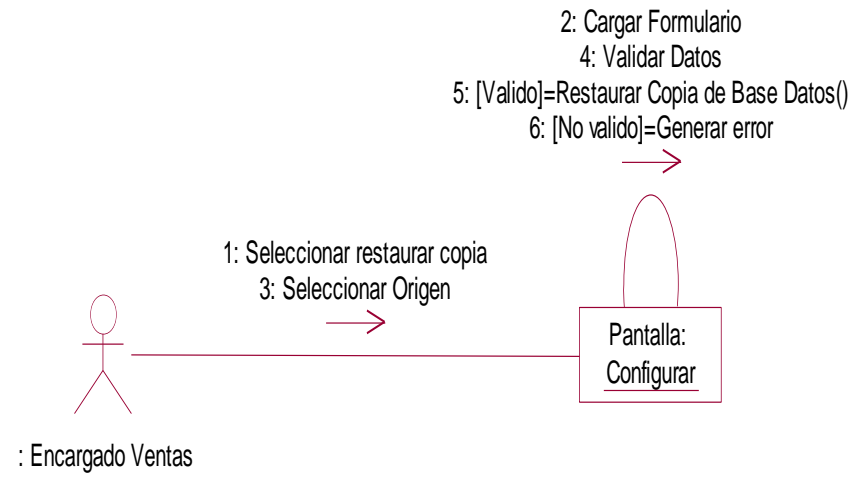 2: Cargar Formulario
4: Validar Datos
5: [Valido]=Restaurar Copia de Base Datos()
6: [No valido]=Generar error
1: Seleccionar restaurar copia
3: Seleccionar Origen
Pantalla:
Configurar
: Encargado Ventas